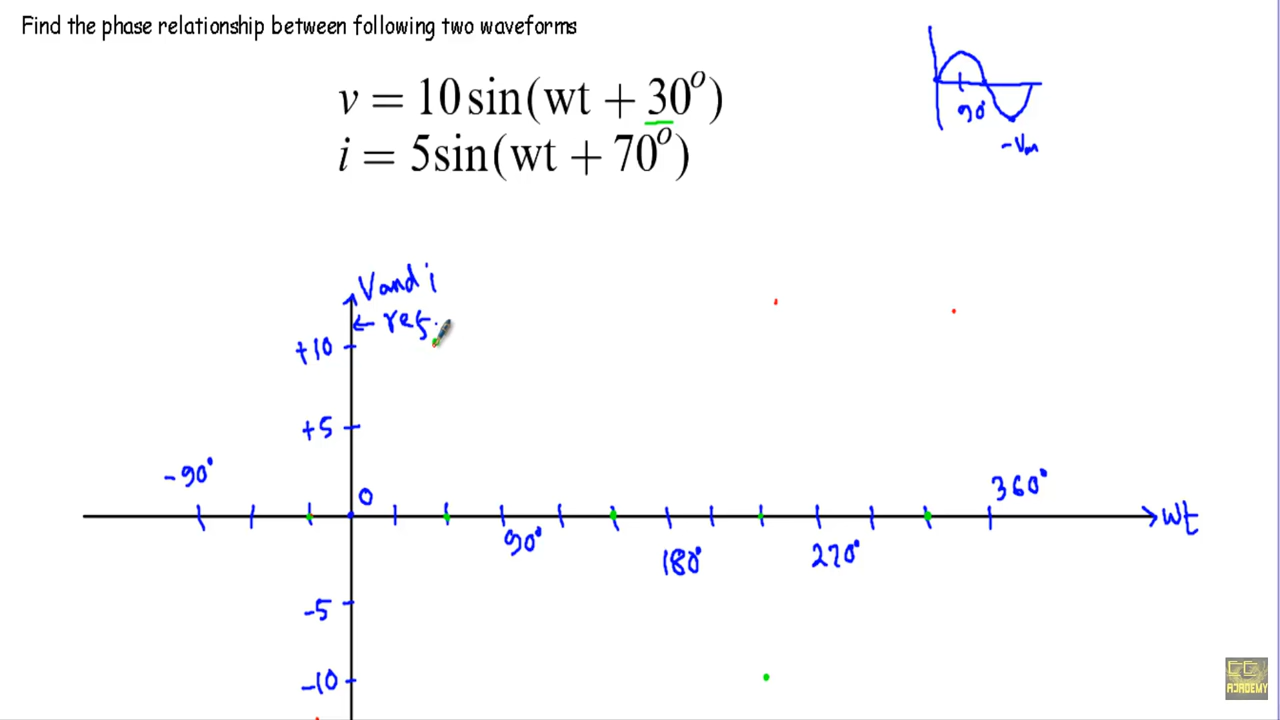 Find the phase relationship between following two waveforms
v = 10 sin(wt + 30°)
i = 5sin(wt + 70°)
90°
-Vm
V and i
← ref.
+10
+5
-90°
0
360°
wt
90°
180°
270°
-5
-10
ACADEMY